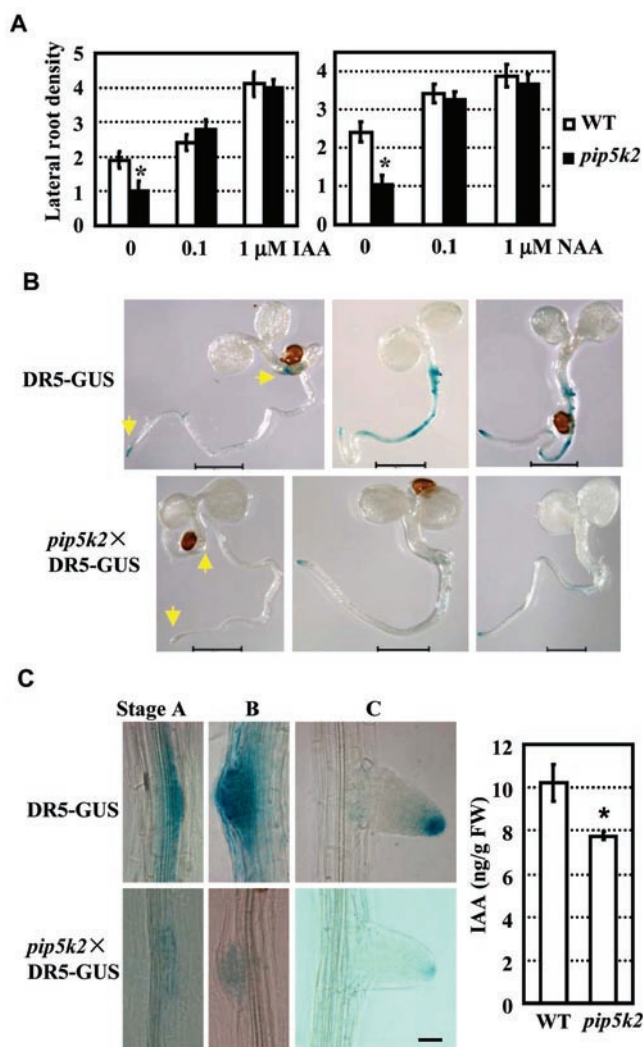 A
Lateral root density
5
4
3
2
1
0
*
0 0.1 1 μM IAA
4
3
2
1
0
*
0 0.1 1 μM NAA
WT
pip5k2
B
DR5-GUS
pip5k2×
DR5-GUS
C
Stage A B C
DR5-GUS
pip5k2×
DR5-GUS
IAA (ng/g FW)
12
10
8
6
4
2
0
*
WT pip5k2